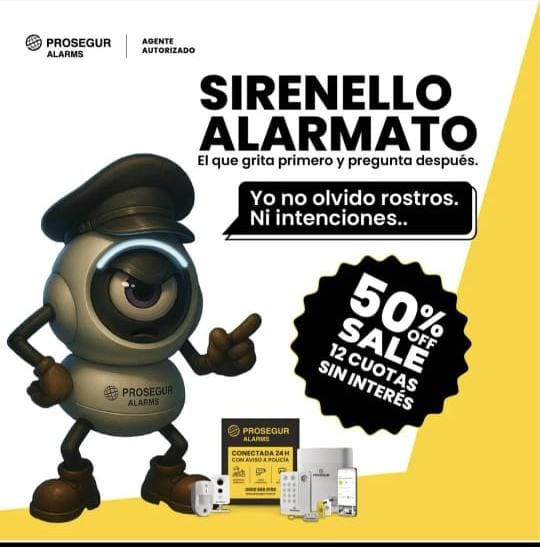 PROSEGUR
ALARMS
AGENTE
AUTORIZADO
SIRENELLO
ALARMATO
El que grita primero y pregunta después.
Yo no olvido rostros.
Ni intenciones..
50%
OFF
SALE
12 CUOTAS
SIN INTERÉS
PROSEGUR
ALARMS
PROSEGUR
ALARMS
CONECTADA 24H
CON AVISO A POLICÍA